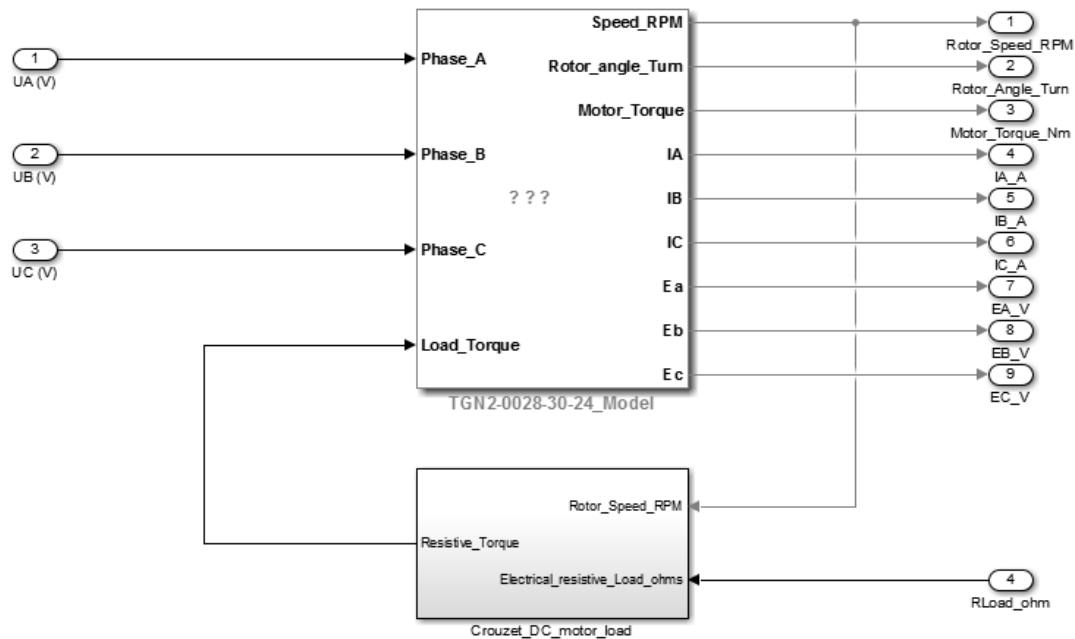 Speed_RPM
1
Rotor_Speed_RPM
1
UA (V)
Phase_A
Rotor_angle_Turn
2
Rotor_Angle_Turn
Motor_Torque
3
Motor_Torque_Nm
2
UB (V)
Phase_B
IA
4
IA_A
? ? ?
IB
5
IB_A
3
UC (V)
Phase_C
IC
6
IC_A
Ea
7
EA_V
Load_Torque
Eb
8
EB_V
Ec
9
EC_V
TGN2-0028-30-24_Model
Rotor_Speed_RPM
Resistive_Torque
Electrical_resistive_Load_ohms
4
RLoad_ohm
Crouzet_DC_motor_load